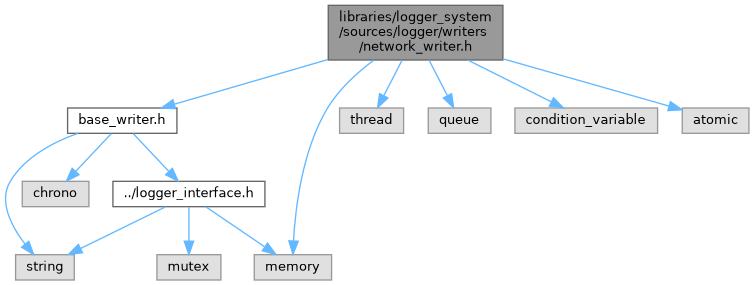 libraries/logger_system
/sources/logger/writers
/network_writer.h
base_writer.h
thread
queue
condition_variable
atomic
chrono
../logger_interface.h
string
mutex
memory